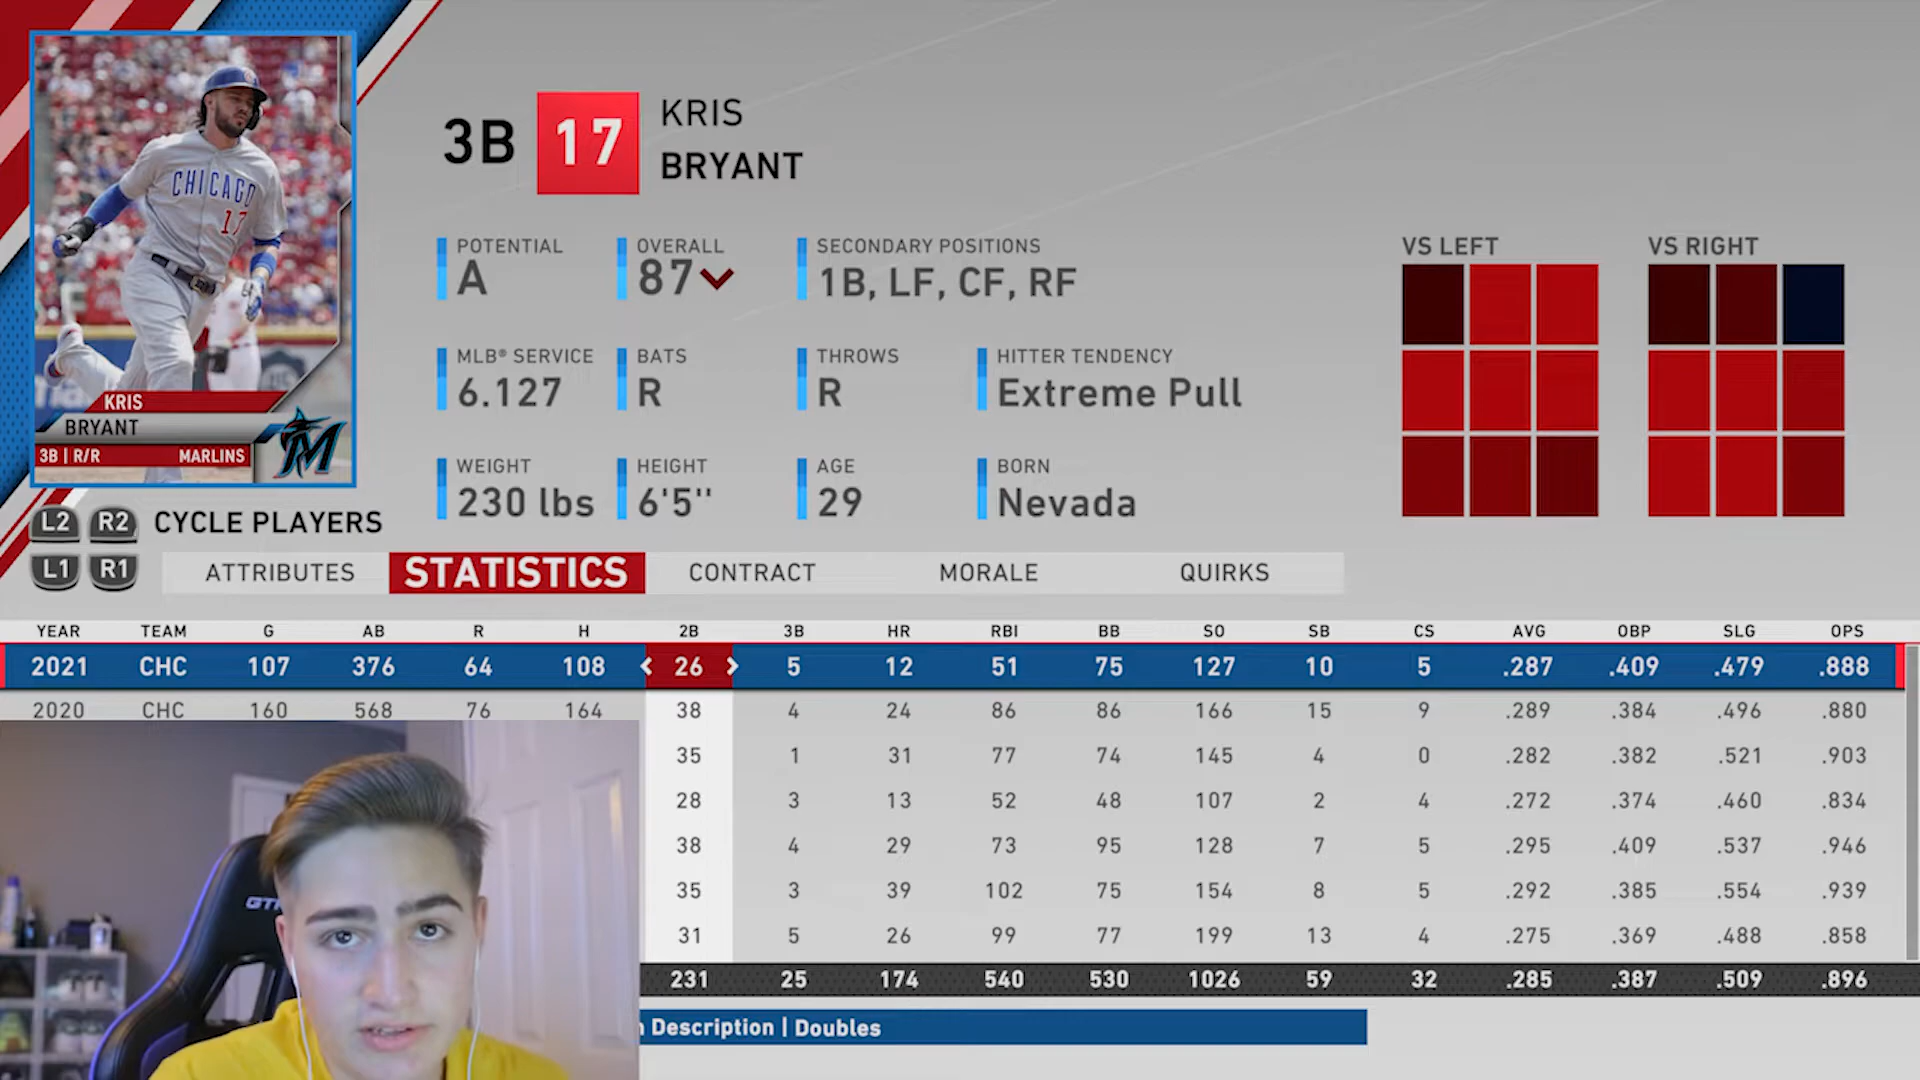 CHICAGO
17
KRIS
BRYANT
3B | R/R MARLINS
M
3B 17 KRIS
BRYANT
POTENTIAL
A
OVERALL
87
SECONDARY POSITIONS
1B, LF, CF, RF
MLB® SERVICE
6.127
BATS
R
THROWS
R
HITTER TENDENCY
Extreme Pull
WEIGHT
230 lbs
HEIGHT
6'5"
AGE
29
BORN
Nevada
VS LEFT
VS RIGHT
L2 R2 CYCLE PLAYERS
L1 R1
ATTRIBUTES STATISTICS CONTRACT MORALE QUIRKS
YEAR TEAM G AB R H 2B 3B HR RBI BB SO SB CS AVG OBP SLG OPS
2021 CHC 107 376 64 108 < 26 > 5 12 51 75 127 10 5 .287 .409 .479 .888
2020 CHC 160 568 76 164 38 4 24 86 86 166 15 9 .289 .384 .496 .880
35 1 31 77 74 145 4 0 .282 .382 .521 .903
28 3 13 52 48 107 2 4 .272 .374 .460 .834
38 4 29 73 95 128 7 5 .295 .409 .537 .946
35 3 39 102 75 154 8 5 .292 .385 .554 .939
31 5 26 99 77 199 13 4 .275 .369 .488 .858
231 25 174 540 530 1026 59 32 .285 .387 .509 .896
Description | Doubles